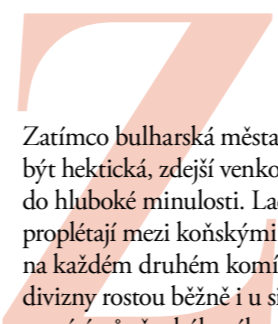 Z
Zatímco bulharská města
být hektická, zdejší venko
do hluboké minulosti. Lad
proplétají mezi koňskými
na každém druhém komí
divizny rostou běžně i u si